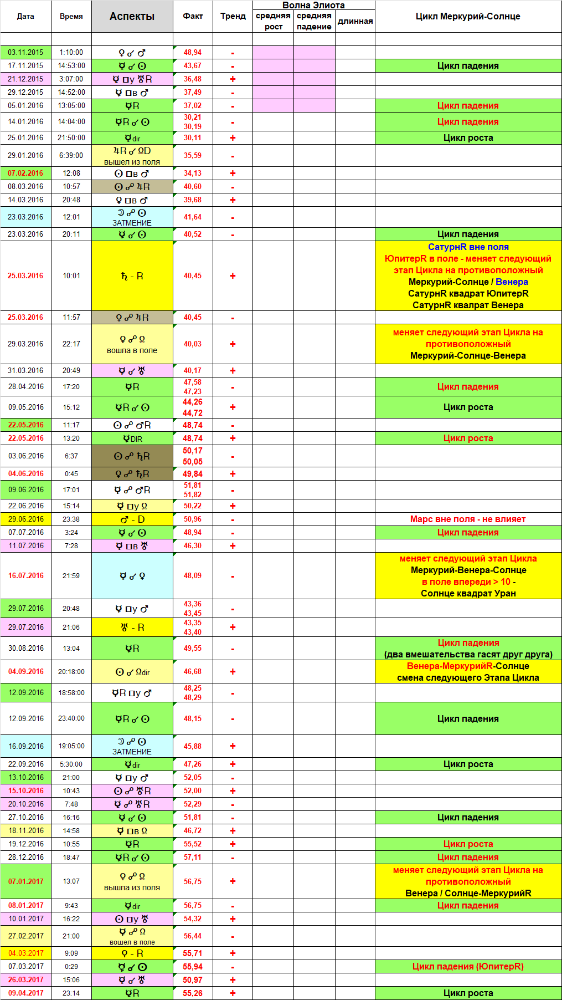 Дата Время Аспекты Факт Тренд Волна Элиота Цикл Меркурий-Солнце
средняя рост средняя падение длинная
03.11.2015 1:10:00 ♀ ☌ ♂ 48,94 -
17.11.2015 14:53:00 ☿ ☌ ☉ 43,67 - Цикл падения
21.12.2015 3:07:00 ☿ □у ♅R 36,48 +
29.12.2015 14:52:00 ☿ □в ♂ 37,49 -
05.01.2016 13:05:00 ☿R 37,02 - Цикл падения
14.01.2016 14:04:00 ☿R ☌ ☉ 30,21 - Цикл падения
30,19
25.01.2016 21:50:00 ☿dir 30,11 + Цикл роста
29.01.2016 6:39:00 ♃R ☌ ☊D 35,59 -
вышел из поля
07.02.2016 12:08 ☉ □в ♂ 34,13 +
08.03.2016 10:57 ☉ ☍ ♃R 40,60 -
14.03.2016 20:48 ♀ □в ♂ 39,68 +
23.03.2016 12:01 ☽ ☍ ☉ 41,64 -
ЗАТМЕНИЕ
23.03.2016 20:11 ☿ ☌ ☉ 40,52 - Цикл падения
25.03.2016 10:01 ♄ - R 40,45 + СатурнR вне поля
ЮпитерR в поле - меняет следующий
этап Цикла на противоположный
Меркурий-Солнце / Венера
СатурнR квадрат ЮпитерR
СатурнR квалрат Венера
25.03.2016 11:57 ♀ ☍ ♃R 40,45 -
29.03.2016 22:17 ♀ ☍ ☊ 40,03 + меняет следующий этап Цикла на
вошла в поле противоположный
Меркурий-Солнце-Венера
31.03.2016 20:49 ☿ ☌ ♅ 40,17 +
28.04.2016 17:20 ☿R 47,58 - Цикл падения
47,23
09.05.2016 15:12 ☿R ☌ ☉ 44,26 + Цикл роста
44,72
22.05.2016 11:17 ☉ ☍ ♂R 48,74 -
22.05.2016 13:20 ☿DIR 48,74 + Цикл роста
03.06.2016 6:37 ☉ ☍ ♄R 50,17 -
50,05
04.06.2016 0:45 ♀ ☍ ♄R 49,84 +
09.06.2016 17:01 ☿ ☍ ♂R 51,81 -
51,82
22.06.2016 15:14 ☿ □у ☊ 50,22 +
29.06.2016 23:38 ♂ - D 50,96 - Марс вне поля - не влияет
07.07.2016 3:24 ☿ ☌ ☉ 48,94 - Цикл падения
11.07.2016 7:28 ☿ □в ♅ 46,30 +
16.07.2016 21:59 ☿ ☌ ♀ 48,09 - меняет следующий этап Цикла
Меркурий-Венера-Солнце
в поле впереди > 10 -
Солнце квадрат Уран
29.07.2016 20:48 ☿ □у ♂ 43,36 -
43,45
29.07.2016 21:06 ♅ - R 43,35 +
43,40
30.08.2016 13:04 ☿R 49,55 - Цикл падения
(два вмешательства гасят друг друга)
04.09.2016 20:18:00 ☉ ☌ ☊dir 46,68 + Венера-МеркурийR-Солнце
смена следующего Этапа Цикла
12.09.2016 18:58:00 ☿R □у ♂ 48,25 -
48,29
12.09.2016 23:40:00 ☿R ☌ ☉ 48,15 - Цикл падения
16.09.2016 19:05:00 ☽ ☍ ☉ 45,88 +
ЗАТМЕНИЕ
22.09.2016 5:30:00 ☿dir 47,26 + Цикл роста
13.10.2016 21:00 ☿ □у ♂ 52,05 -
15.10.2016 10:43 ☉ ☍ ♅R 52,00 +
20.10.2016 7:48 ☿ ☍ ♅R 52,29 -
27.10.2016 16:16 ☿ ☌ ☉ 51,81 - Цикл падения
18.11.2016 14:58 ☿ □в ☊ 46,72 +
19.12.2016 10:55 ☿R 55,52 + Цикл роста
28.12.2016 18:47 ☿R ☌ ☉ 57,11 - Цикл падения
07.01.2017 13:07 ♀ ☍ ☊ 56,75 + меняет следующий этап Цикла на
вышла из поля противоположный
Венера / Солнце-МеркурийR
08.01.2017 9:43 ☿dir 56,75 - Цикл падения
10.01.2017 16:22 ☉ □у ♅ 54,32 +
27.02.2017 21:00 ☿ ☍ ☊ 56,44 -
вошел в поле
04.03.2017 9:09 ♀ - R 55,71 +
07.03.2017 0:29 ☿ ☌ ☉ 55,94 - Цикл падения (ЮпитерR)
26.03.2017 15:06 ☿ ☌ ♅ 50,97 +
09.04.2017 23:14 ☿R 55,26 + Цикл роста